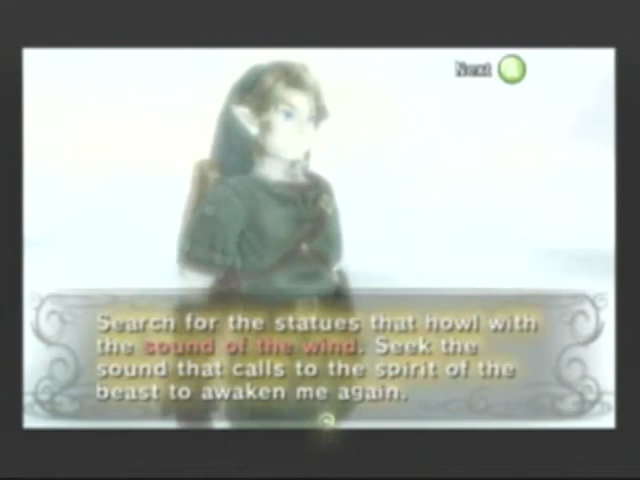 Next
Search for the statues that howl with
the sound of the wind. Seek the
sound that calls to the spirit of the
beast to awaken me again.